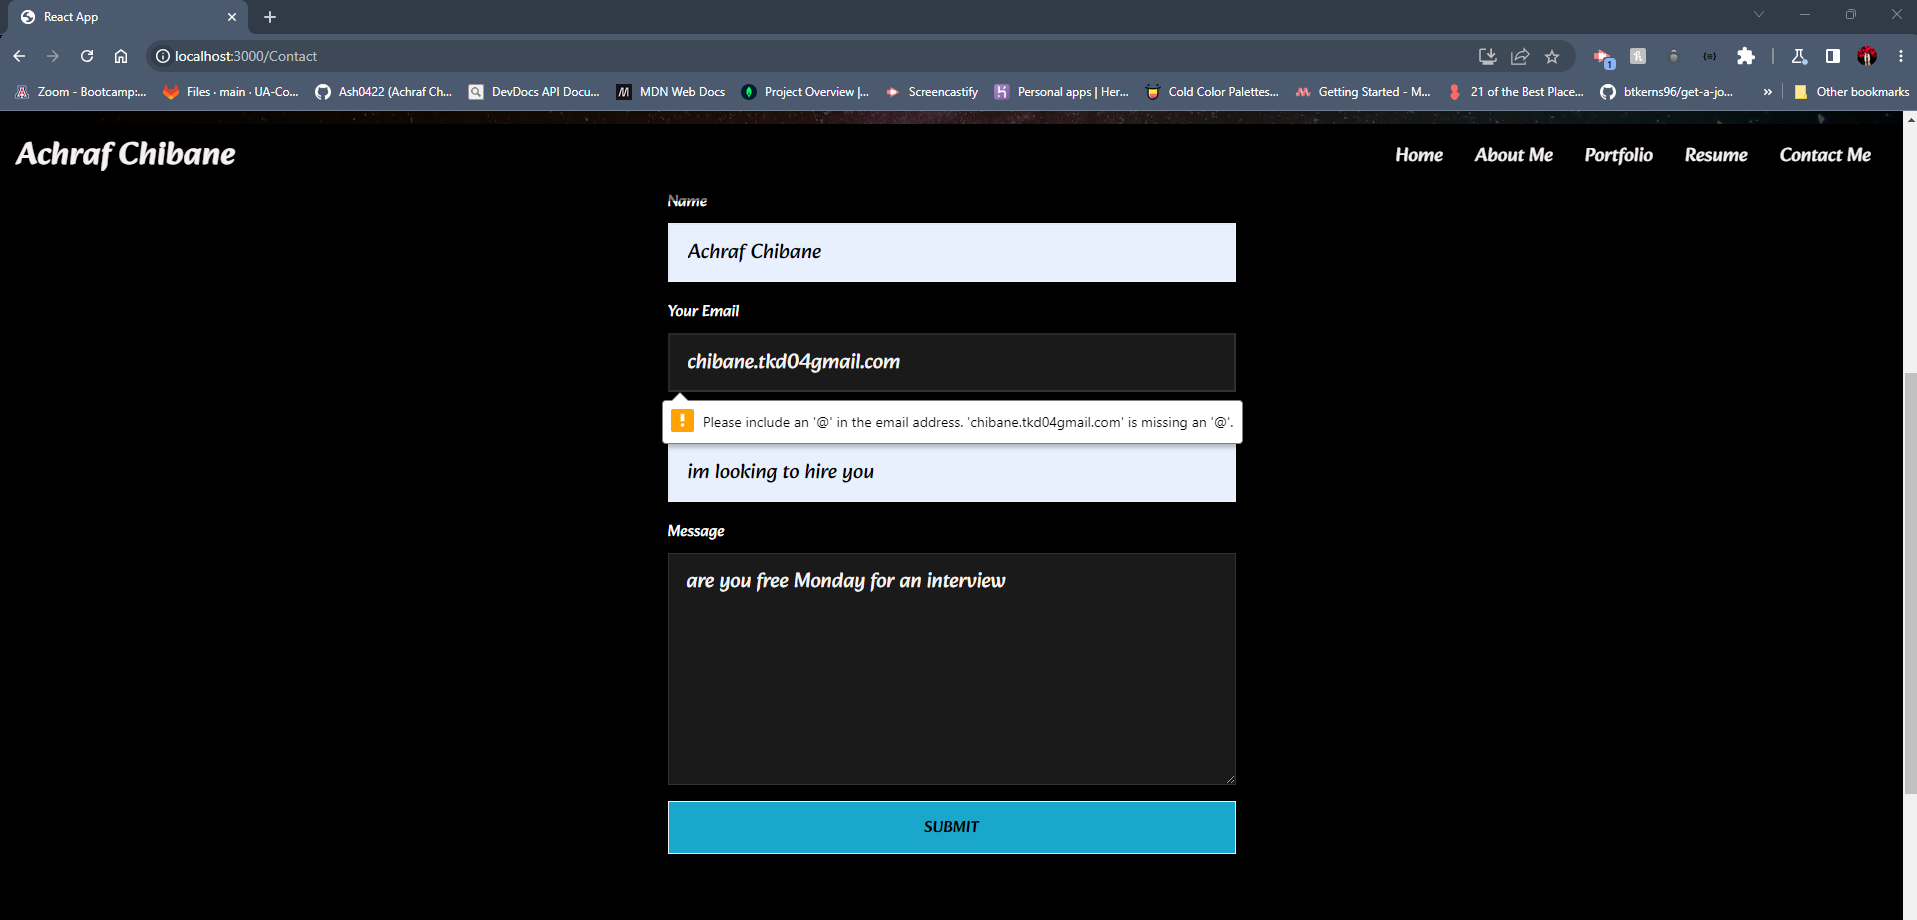 React App
localhost:3000/Contact
1
Zoom - Bootcamp:... Files · main · UA-Co... Ash0422 (Achraf Ch... DevDocs API Docu... MDN Web Docs Project Overview |... Screencastify Personal apps | Her... Cold Color Palettes... Getting Started - M... 21 of the Best Place... btkerns96/get-a-jo... » Other bookmarks
Achraf Chibane Home About Me Portfolio Resume Contact Me
Name
Achraf Chibane
Your Email
chibane.tkd04gmail.com
Please include an '@' in the email address. 'chibane.tkd04gmail.com' is missing an '@'.
im looking to hire you
Message
are you free Monday for an interview
SUBMIT